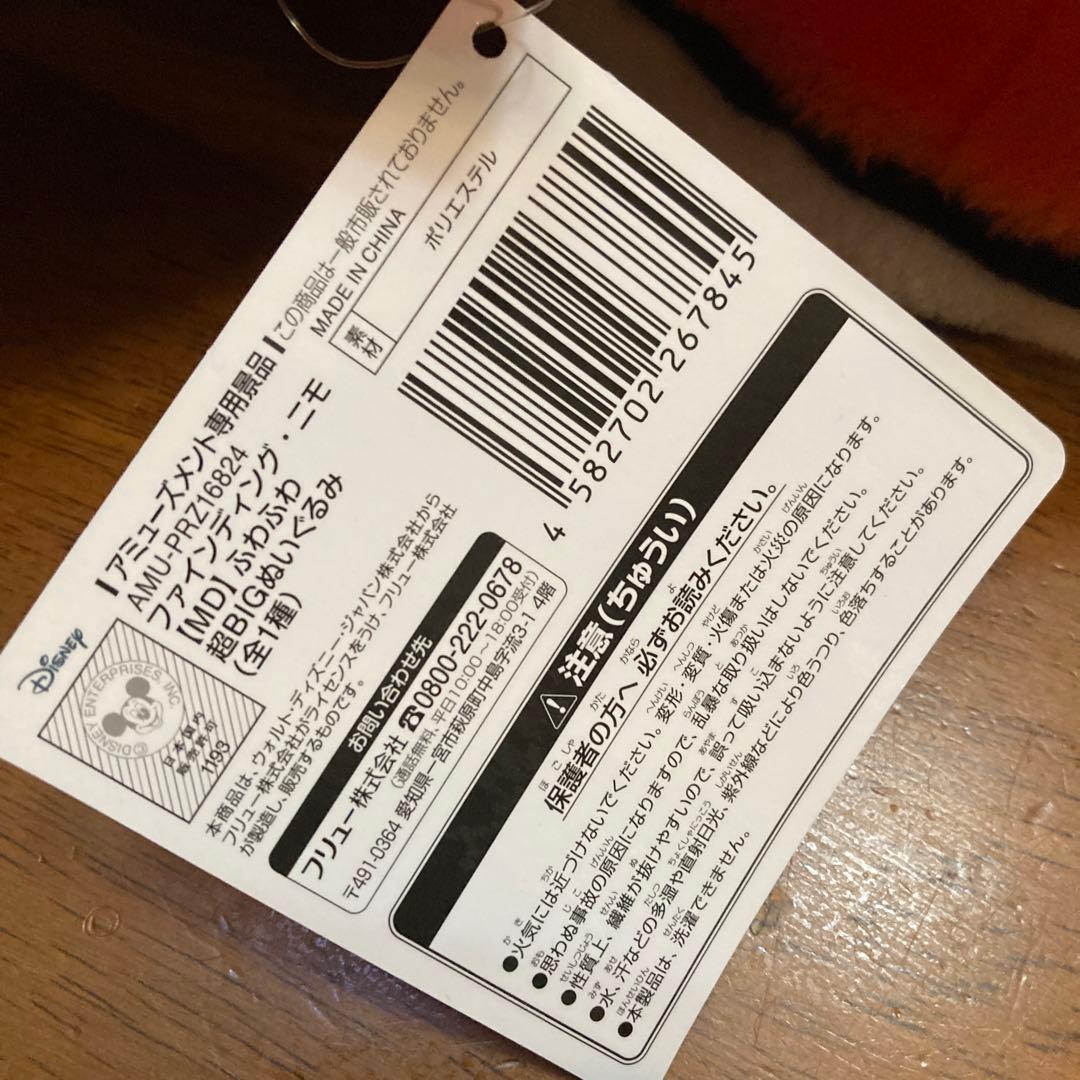 アミューズメント専用景品
この商品は一般市販されておりません。
AMU-PRZ16824
MADE IN CHINA
ファインディング・ニモ
【MD】ふわふわ
超BIGぬいぐるみ
(全1種)
素材
ポリエステル
4 582702 267845
Disney
©DISNEY ENTERPRISES, INC.
日本国内
販売許可
1193
本商品は、ウォルト・ディズニー・ジャパン株式会社から
フリュー株式会社がライセンスをうけ、フリュー株式会社
が製造し、販売するものです。
お問い合わせ先
フリュー株式会社 ☎0800-222-0678
(通話無料、平日10:00~18:00受付)
〒491-0364 愛知県一宮市萩原町中島字流3-1 4階
注意(ちゅうい)
保護者の方へ 必ずお読みください。
●火気には近づけないでください。変形・変質・火傷または火災の原因になります。
●思わぬ事故の原因になりますので、乱暴な取り扱いはしないでください。
●性質上、繊維が抜けやすいので、誤って吸い込まないように注意してください。
●水、汗などの多湿や直射日光、紫外線などにより色うつり、色落ちすることがあります。
●本製品は、洗濯できません。